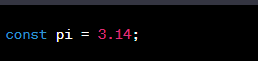 const pi = 3.14;